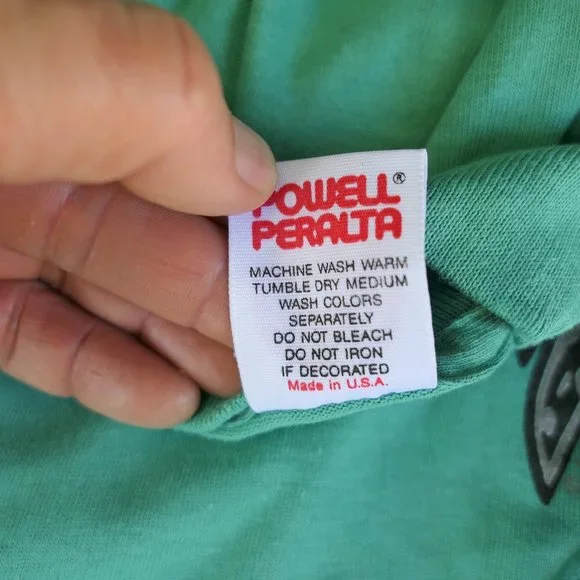 POWELL®
PERALTA
MACHINE WASH WARM
TUMBLE DRY MEDIUM
WASH COLORS
SEPARATELY
DO NOT BLEACH
DO NOT IRON
IF DECORATED
Made in U.S.A.